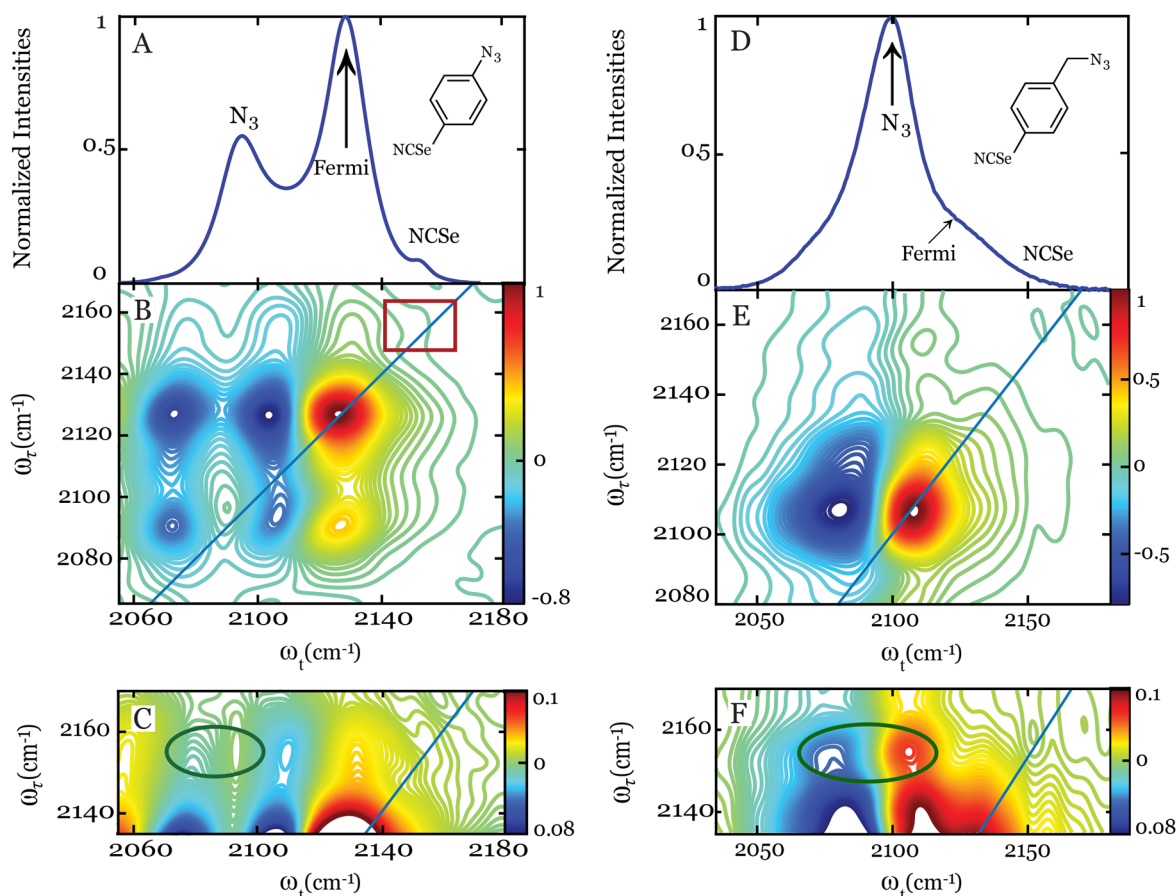 A
Normalized Intensities
1
0.5
0
N3
Fermi
NCSe
N3
NCSe
D
Normalized Intensities
1
0.5
0
N3
Fermi
NCSe
N3
NCSe
B
ωτ(cm-1)
2160
2140
2120
2100
2080
2060
2100
2140
2180
ωt(cm-1)
1
0
-0.8
E
ωτ(cm-1)
2160
2140
2120
2100
2080
2050
2100
2150
ωt(cm-1)
1
0.5
0
-0.5
C
ωτ(cm-1)
2160
2140
2060
2100
2140
2180
ωt(cm-1)
0.1
0
0.08
F
ωτ(cm-1)
2160
2140
2050
2100
2150
ωt(cm-1)
0.1
0
0.08